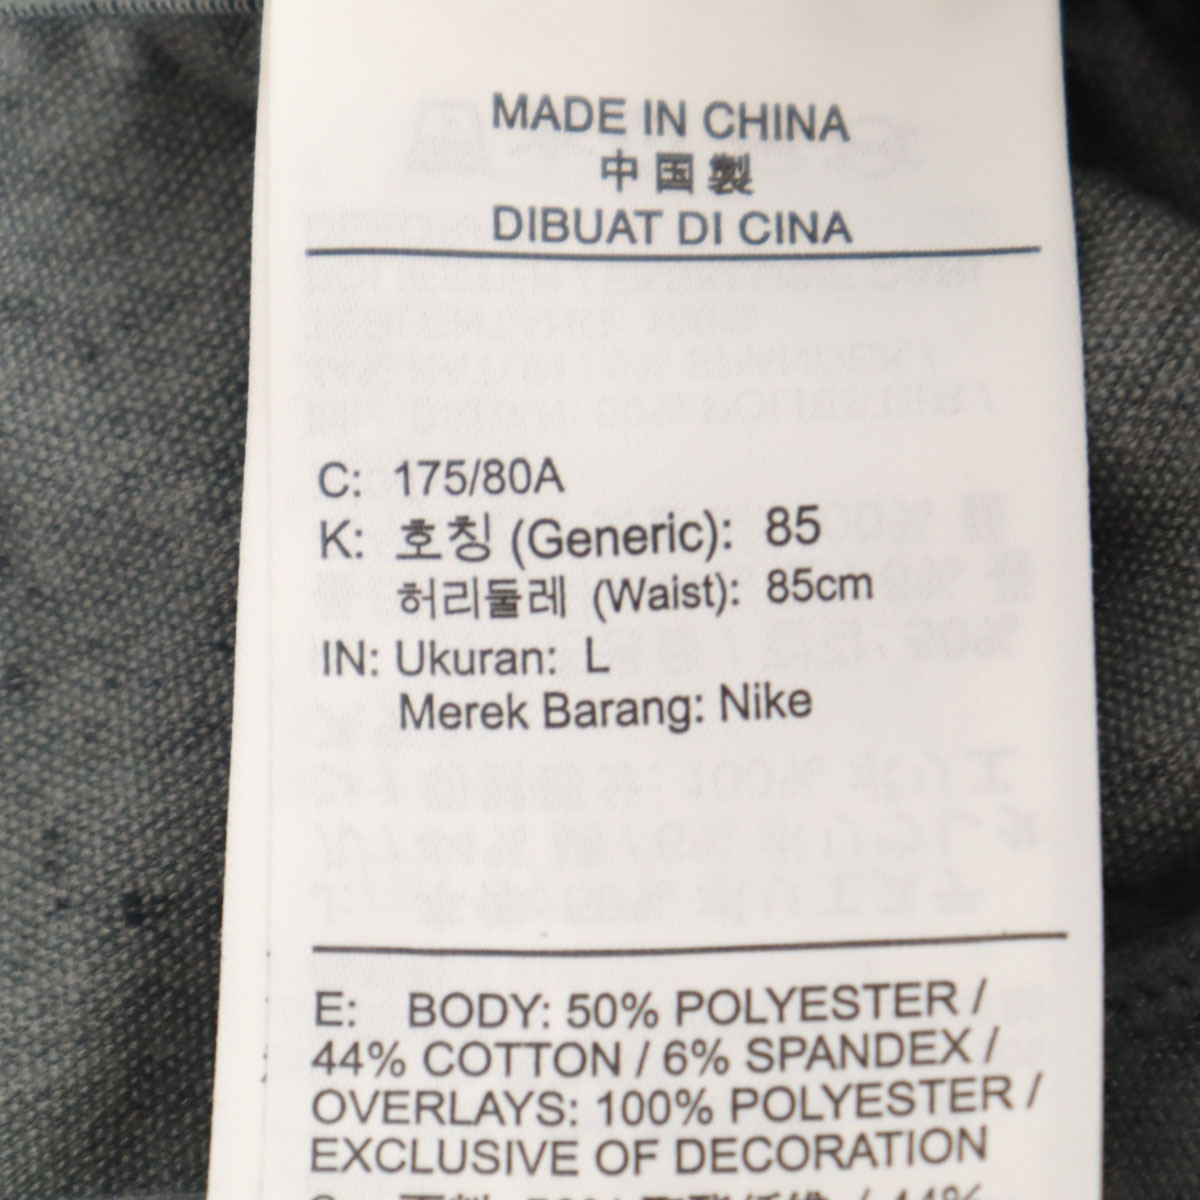 MADE IN CHINA
中国製
DIBUAT DI CINA
C: 175/80A
K: 호칭 (Generic): 85
허리둘레 (Waist): 85cm
IN: Ukuran: L
Merek Barang: Nike
E: BODY: 50% POLYESTER /
44% COTTON / 6% SPANDEX /
OVERLAYS: 100% POLYESTER /
EXCLUSIVE OF DECORATION